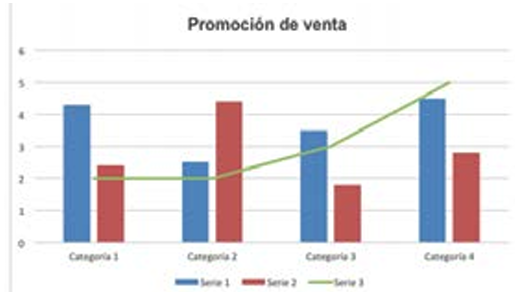 Promoción de venta
6
5
4
3
2
1
0
Categoría 1 Categoría 2 Categoría 3 Categoría 4
Serie 1 Serie 2 Serie 3